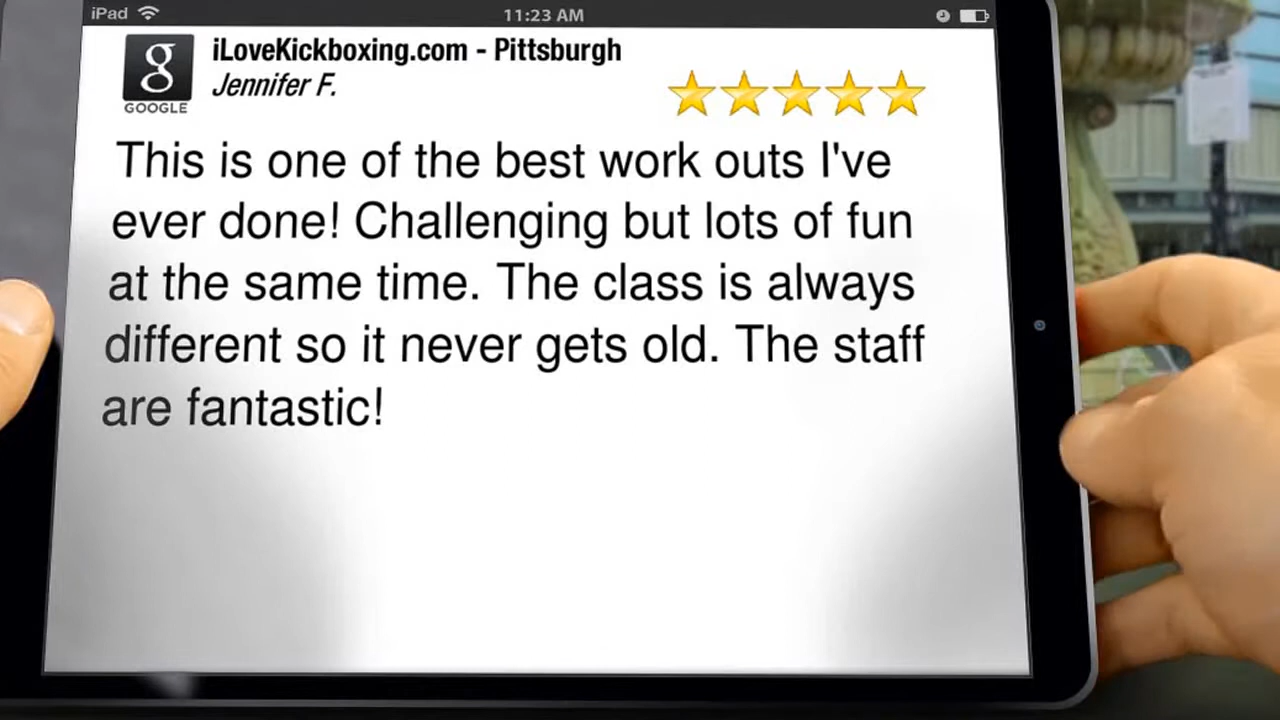 iPad 11:23 AM
g
GOOGLE
iLoveKickboxing.com - Pittsburgh
Jennifer F.
This is one of the best work outs I've
ever done! Challenging but lots of fun
at the same time. The class is always
different so it never gets old. The staff
are fantastic!